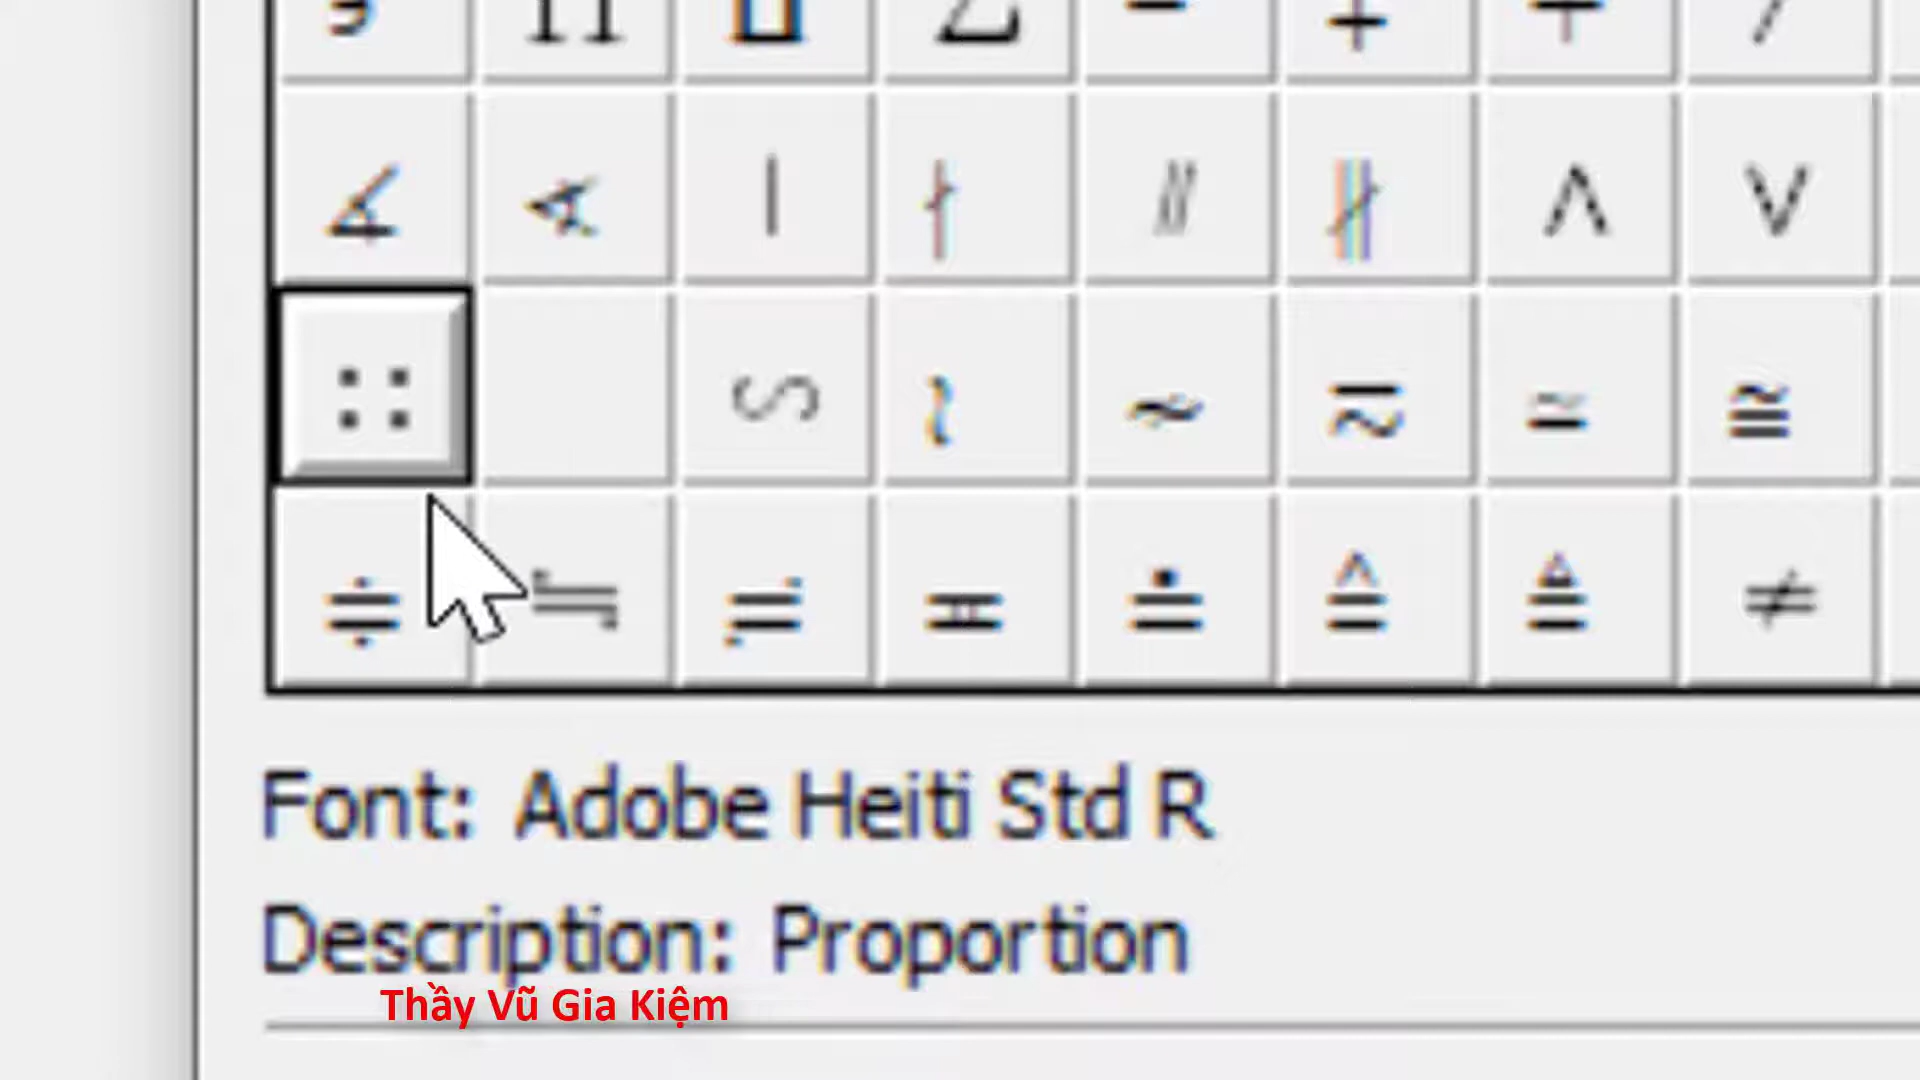 ∠ ∢ ∣ ∤ ∥ ∦ ∧ ∨
∷ ∽ ≀ ≁ ≂ ≃ ≊
≑ ≒ ≓ ≖ ≐ ≙ ≜ ≠
Font: Adobe Heiti Std R
Description: Proportion
Thầy Vũ Gia Kiệm